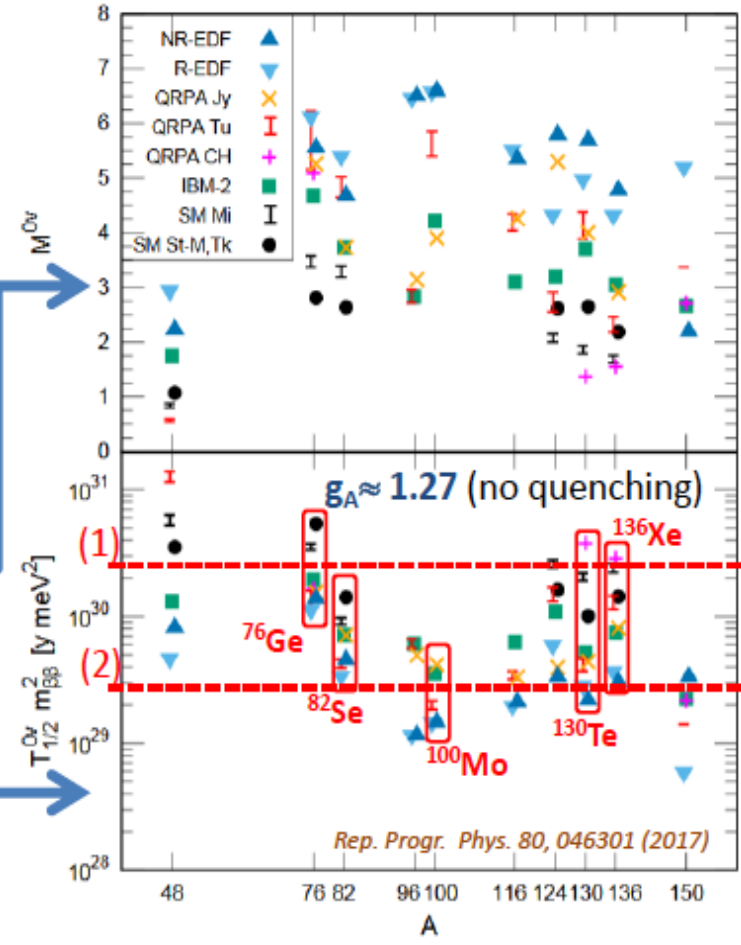 8
7
6
5
4
3
2
1
0
M⁰ᵛ
NR-EDF
R-EDF
QRPA Jy
QRPA Tu
QRPA CH
IBM-2
SM Mi
SM St-M,Tk
10³¹
10³⁰
10²⁹
10²⁸
T⁰ᵛ₁/₂ m²ββ [y meV²]
gA≈ 1.27 (no quenching)
(1)
(2)
¹³⁶Xe
⁷⁶Ge
⁸²Se
¹⁰⁰Mo
¹³⁰Te
Rep. Progr. Phys. 80, 046301 (2017)
48 76 82 96 100 116 124 130 136 150
A